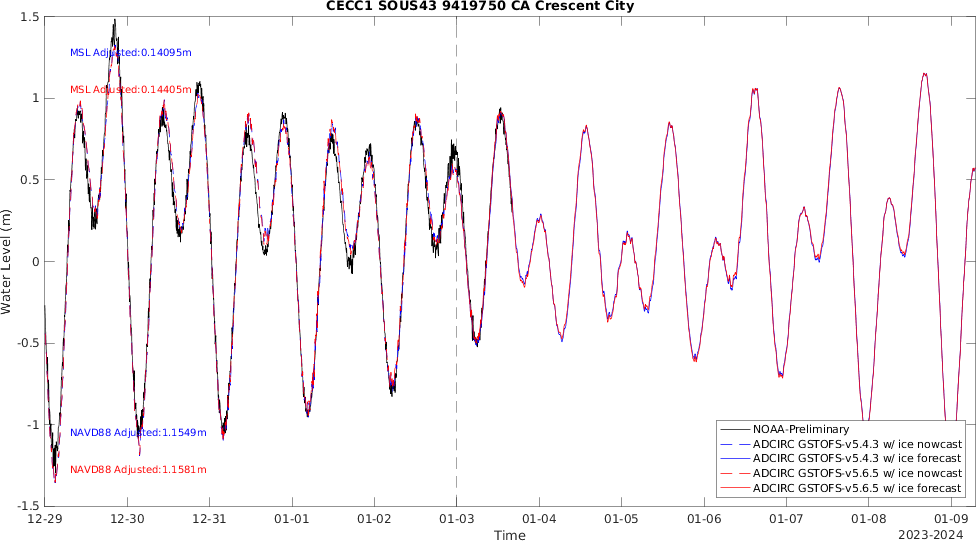 CECC1 SOUS43 9419750 CA Crescent City
Water Level (m)
1.5
1
0.5
0
-0.5
-1
-1.5
MSL Adjusted:0.14095m
MSL Adjusted:0.14405m
NAVD88 Adjusted:1.1549m
NAVD88 Adjusted:1.1581m
NOAA-Preliminary
ADCIRC GSTOFS-v5.4.3 w/ ice nowcast
ADCIRC GSTOFS-v5.4.3 w/ ice forecast
ADCIRC GSTOFS-v5.6.5 w/ ice nowcast
ADCIRC GSTOFS-v5.6.5 w/ ice forecast
12-29 12-30 12-31 01-01 01-02 01-03 01-04 01-05 01-06 01-07 01-08 01-09
Time
2023-2024